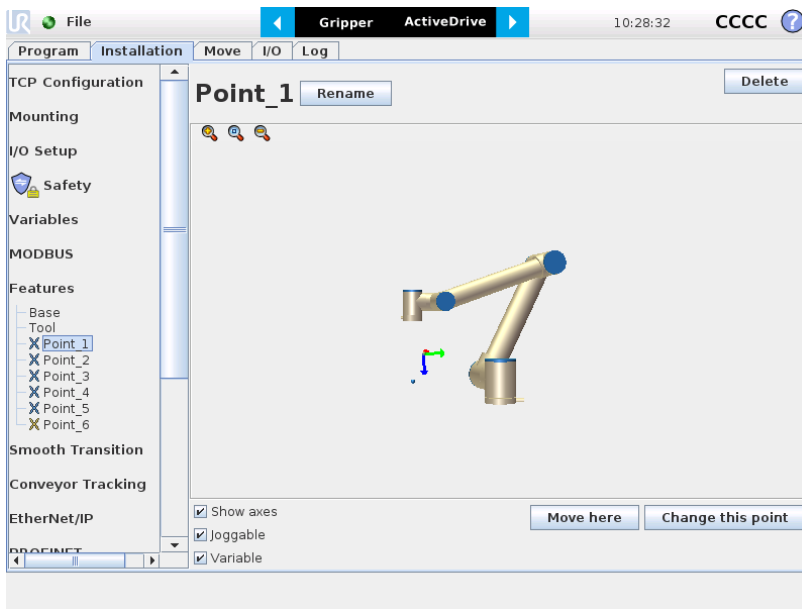 UR File Gripper ActiveDrive 10:28:32 CCCC ?
Program Installation Move I/O Log
TCP Configuration
Mounting
I/O Setup
Safety
Variables
MODBUS
Features
Base
Tool
Point_1
Point_2
Point_3
Point_4
Point_5
Point_6
Smooth Transition
Conveyor Tracking
EtherNet/IP
PROFINET
Point_1 Rename Delete
Show axes
Joggable
Variable
Move here Change this point